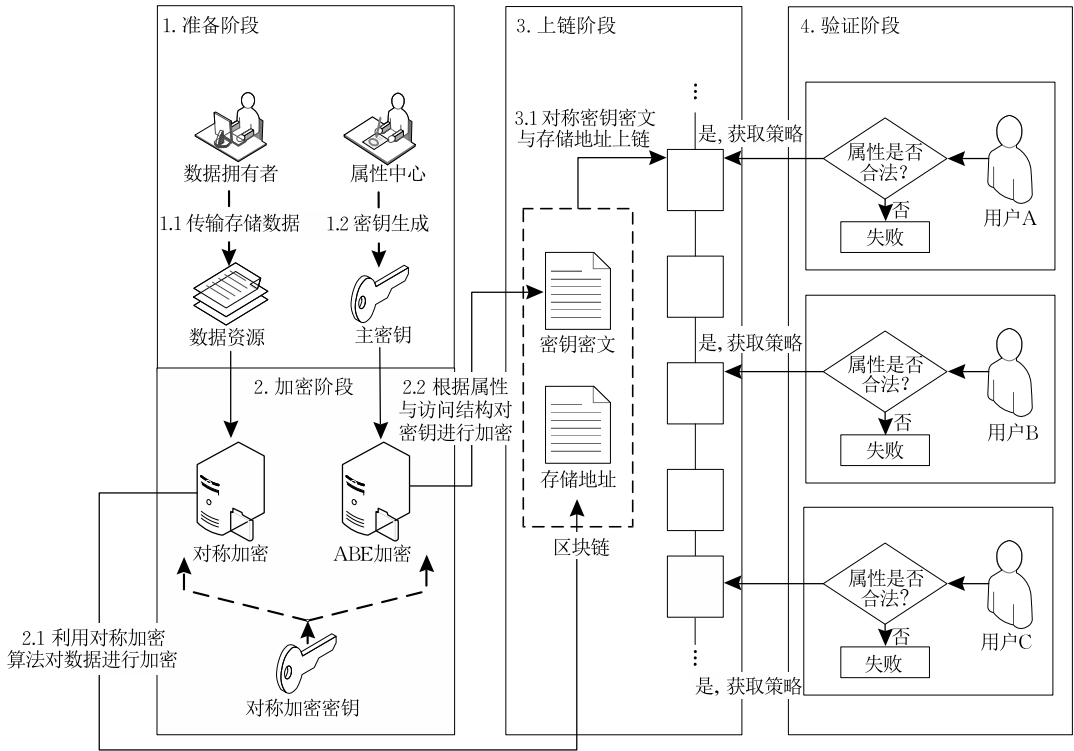 1. 准备阶段
数据拥有者
属性中心
1.1 传输存储数据
1.2 密钥生成
数据资源
主密钥
2. 加密阶段
对称加密
ABE加密
2.1 利用对称加密
算法对数据进行加密
对称加密密钥
2.2 根据属性
与访问结构对
密钥进行加密
3. 上链阶段
⋮
3.1 对称密钥密文
与存储地址上链
密钥密文
存储地址
区块链
⋮
4. 验证阶段
是, 获取策略
属性是否
合法?
否
失败
用户A
是, 获取策略
属性是否
合法?
否
失败
用户B
属性是否
合法?
否
失败
用户C
是, 获取策略